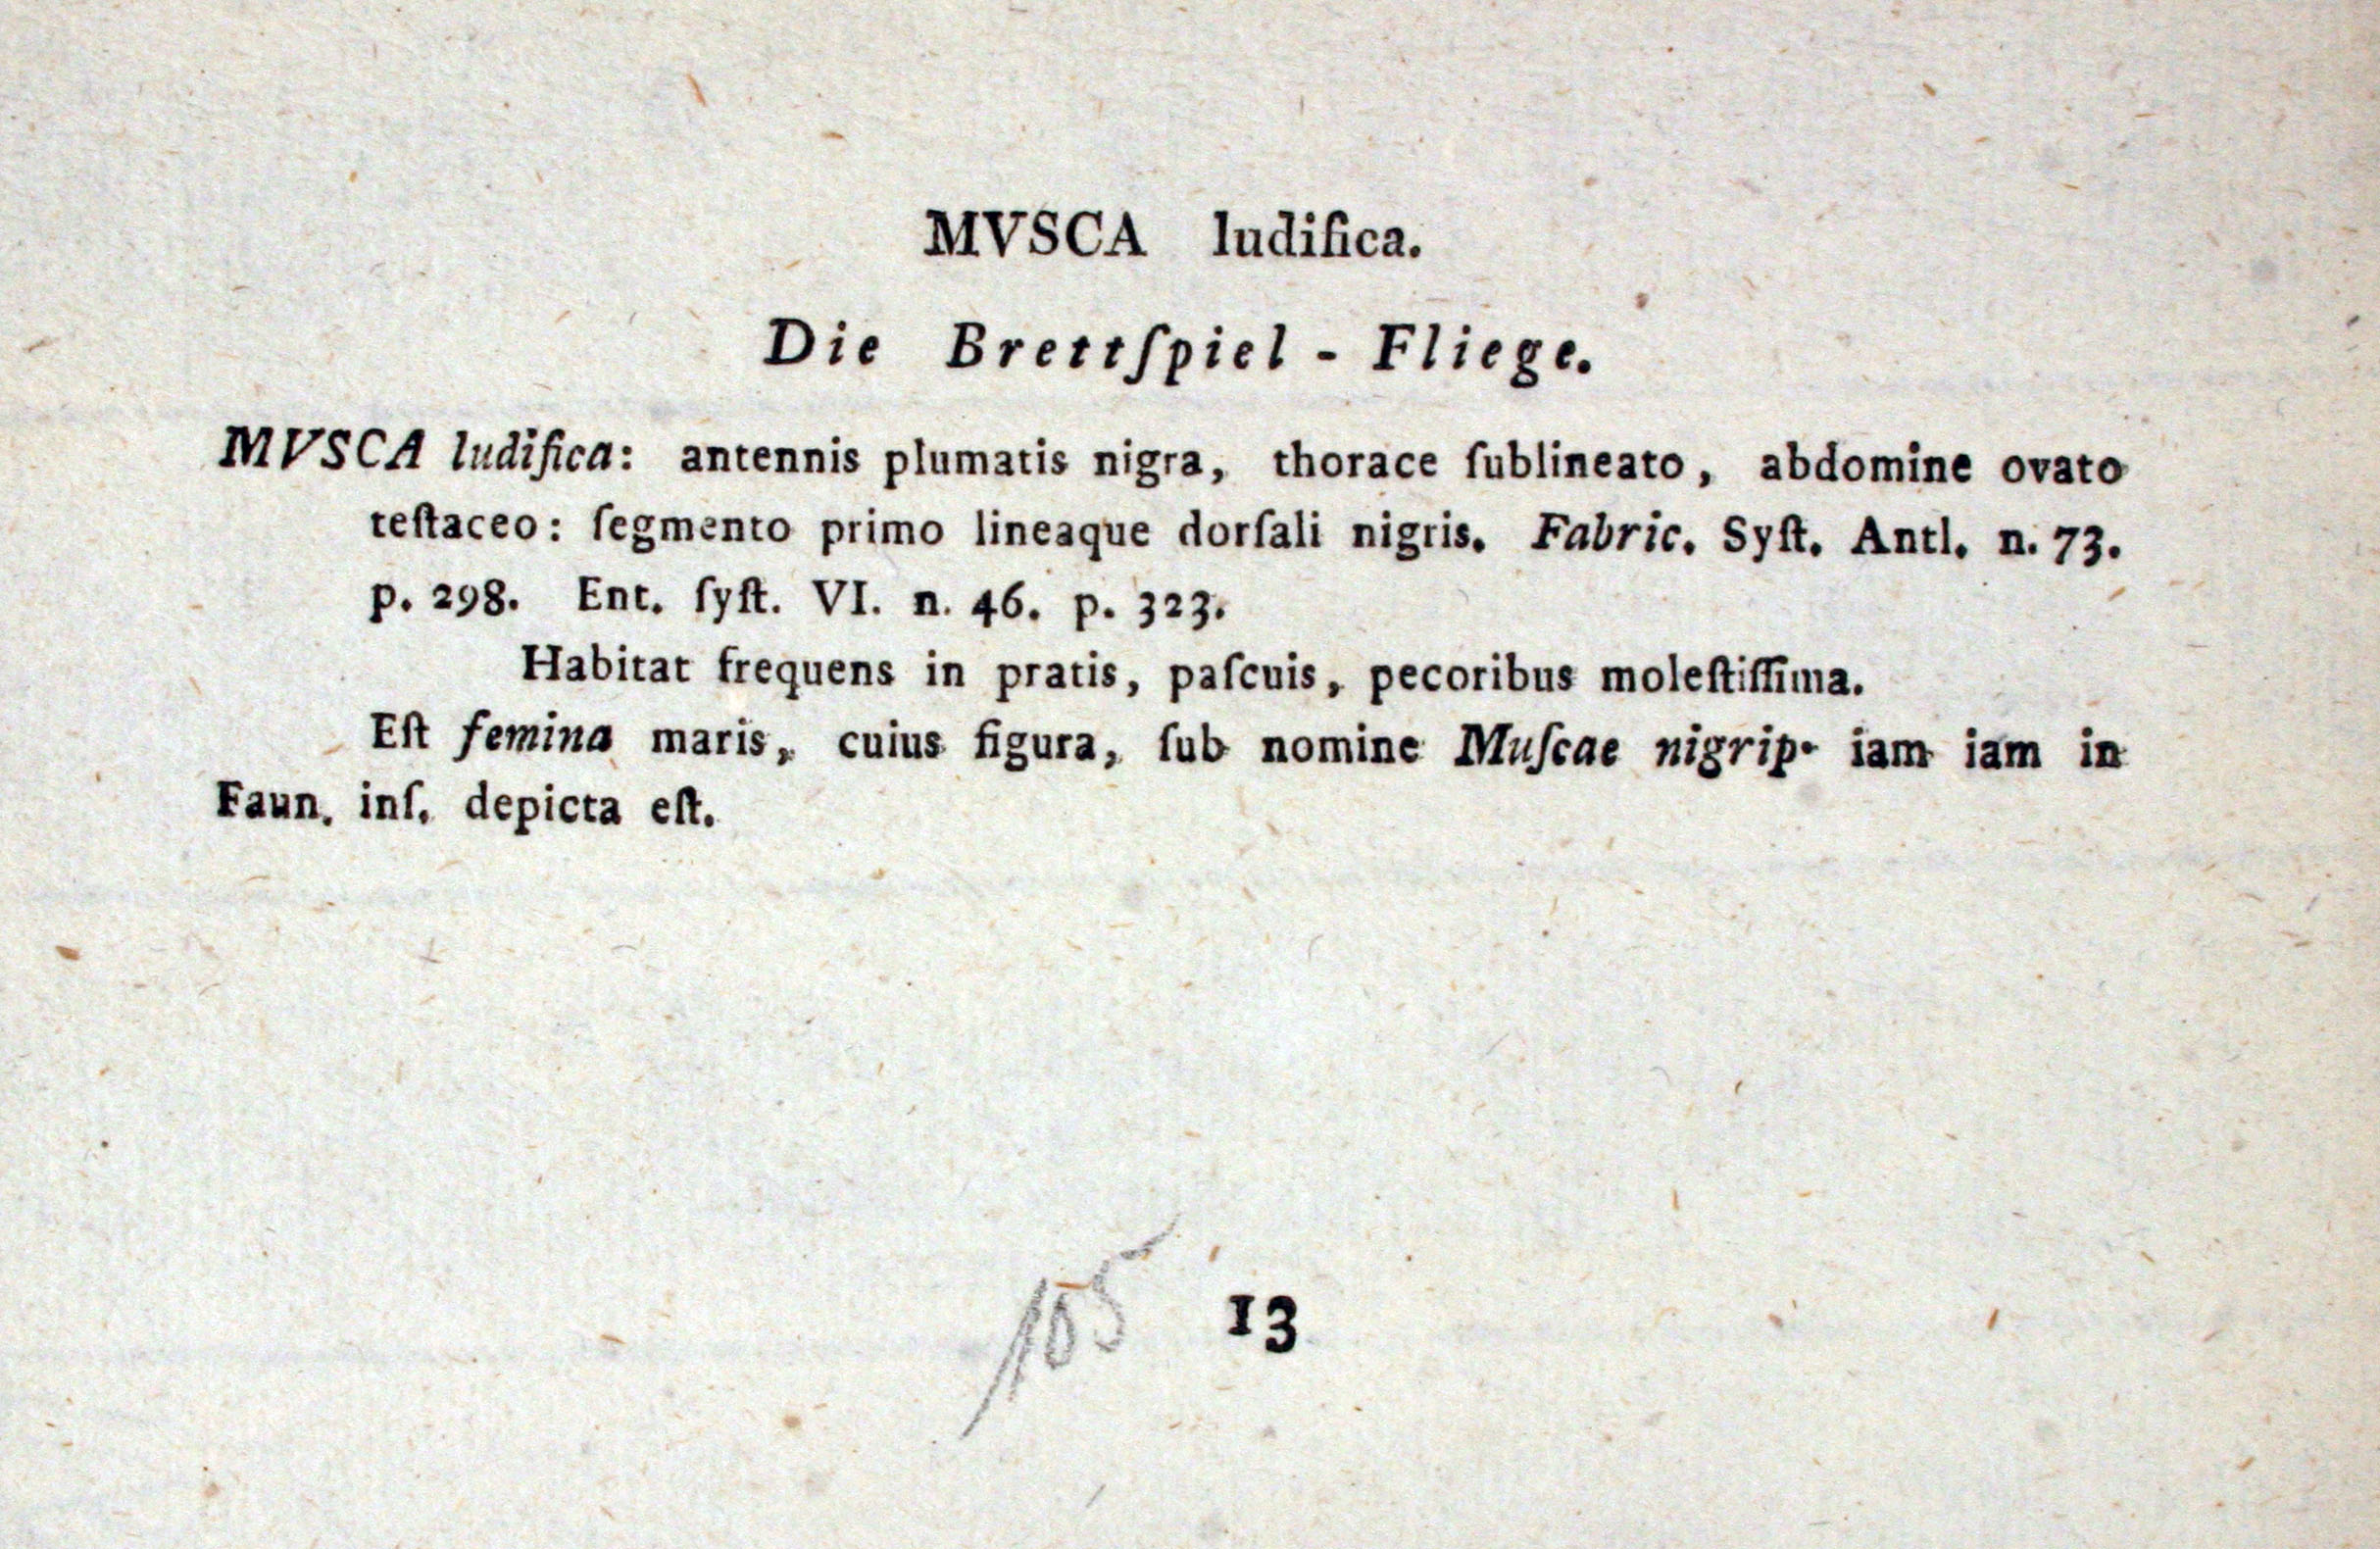 MVSCA ludifica.
Die Brettſpiel - Fliege.
MVSCA ludifica: antennis plumatis nigra, thorace ſublineato, abdomine ovato
teſtaceo: ſegmento primo lineaque dorſali nigris. Fabric. Syſt. Antl. n. 73.
p. 298. Ent. ſyſt. VI. n. 46. p. 323.
Habitat frequens in pratis, paſcuis, pecoribus moleſtiſſima.
Eſt femina maris, cuius figura, ſub nomine Muſcae nigrip. iam iam in
Faun. inſ. depicta eſt.
105 13